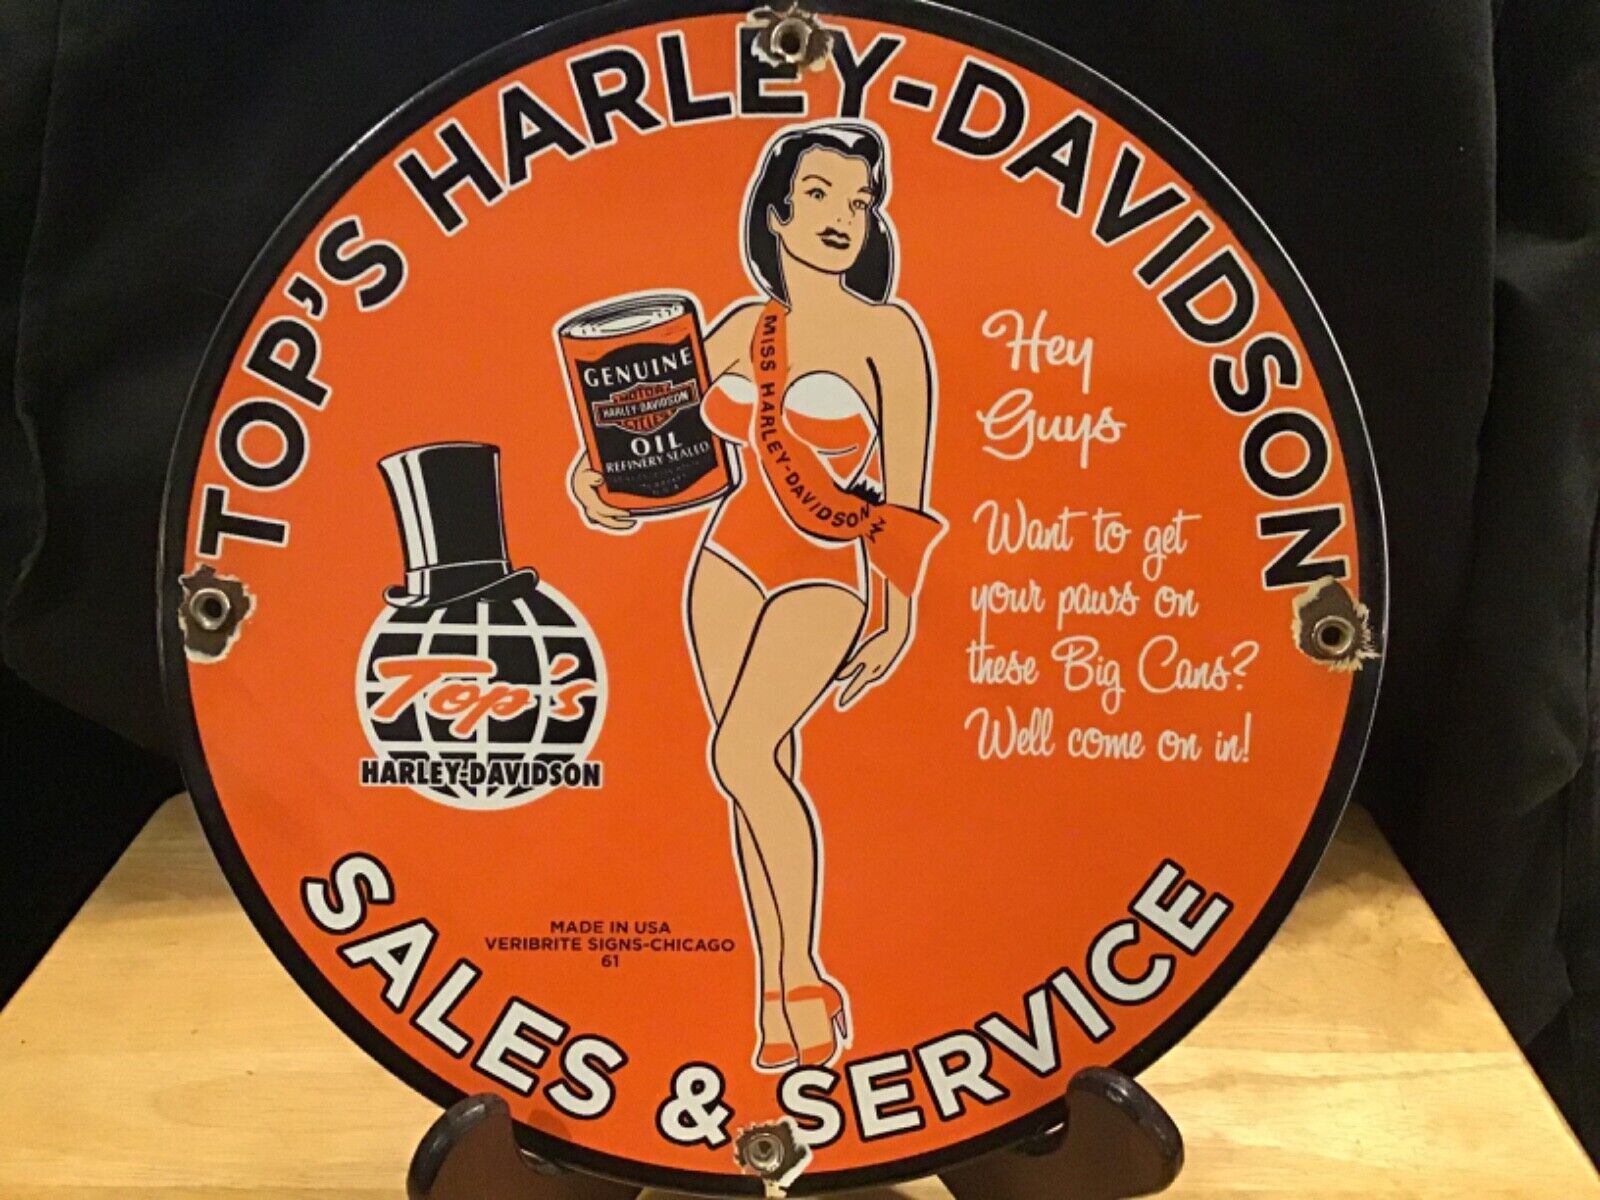 TOP'S HARLEY-DAVIDSON
MISS HARLEY-DAVIDSON
GENUINE
MOTOR
HARLEY-DAVIDSON
CYCLES
OIL
REFINERY SEALED
U.S.A.
Hey
Guys
Want to get
your paws on
these Big Cans?
Well come on in!
Top's
HARLEY-DAVIDSON
MADE IN USA
VERIBRITE SIGNS-CHICAGO
61
SALES & SERVICE